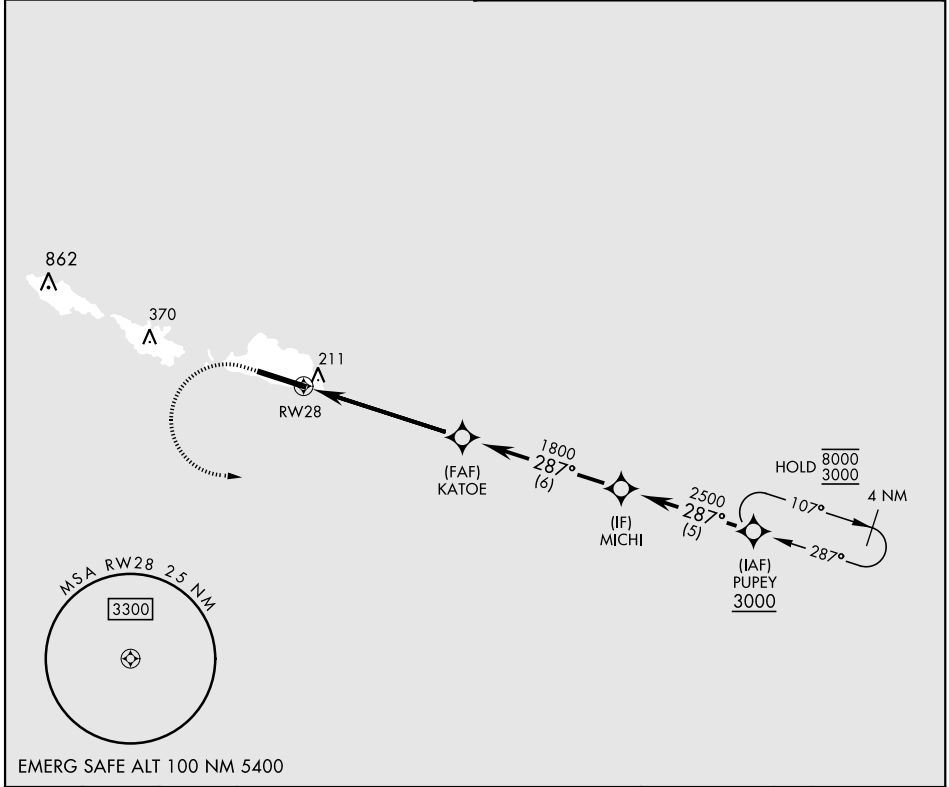 862
370
211
RW28
(FAF)
KATOE
1800
287°
(6)
(IF)
MICHI
2500
287°
(5)
HOLD 8000
3000
4 NM
107°
287°
(IAF)
PUPEY
3000
MSA RW28 25 NM
3300
EMERG SAFE ALT 100 NM 5400